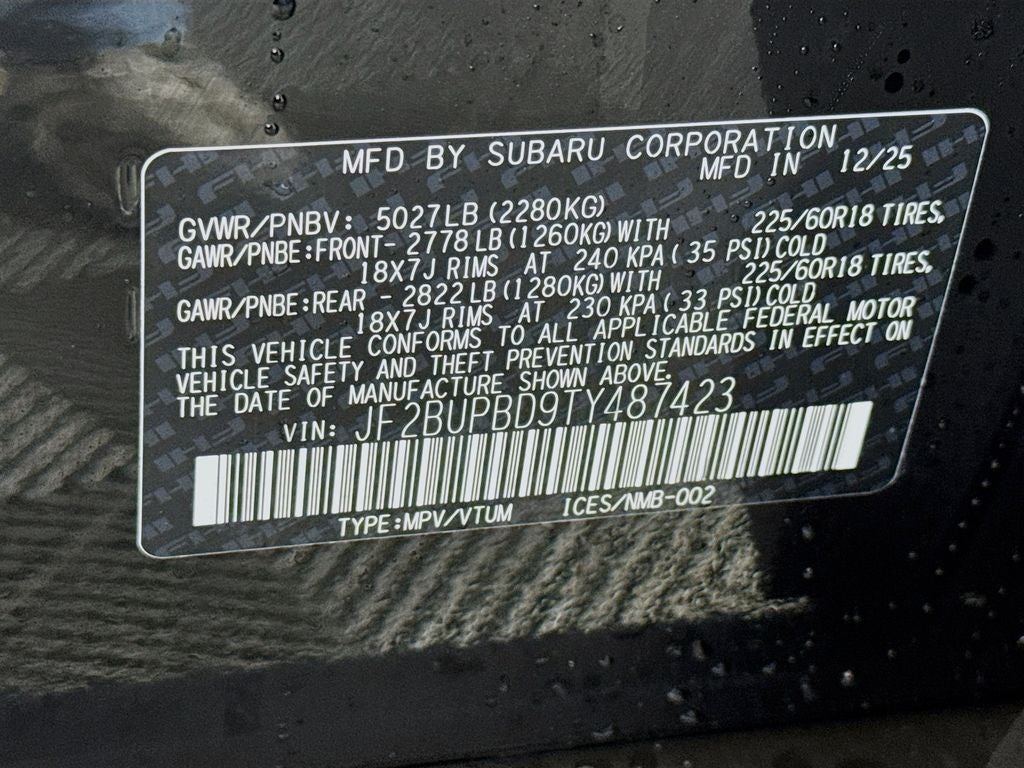 MFD BY SUBARU CORPORATION
MFD IN 12/25
GVWR/PNBV: 5027LB (2280KG)
GAWR/PNBE:FRONT- 2778 LB (1260KG) WITH 225/60R18 TIRES,
18X7J RIMS AT 240 KPA ( 35 PSI) COLD
GAWR/PNBE:REAR - 2822 LB (1280KG) WITH 225/60R18 TIRES,
18X7J RIMS AT 230 KPA ( 33 PSI) COLD
THIS VEHICLE CONFORMS TO ALL APPLICABLE FEDERAL MOTOR
VEHICLE SAFETY AND THEFT PREVENTION STANDARDS IN EFFECT ON
THE DATE OF MANUFACTURE SHOWN ABOVE.
VIN: JF2BUPBD9TY487423
TYPE:MPV/VTUM ICES/NMB-002